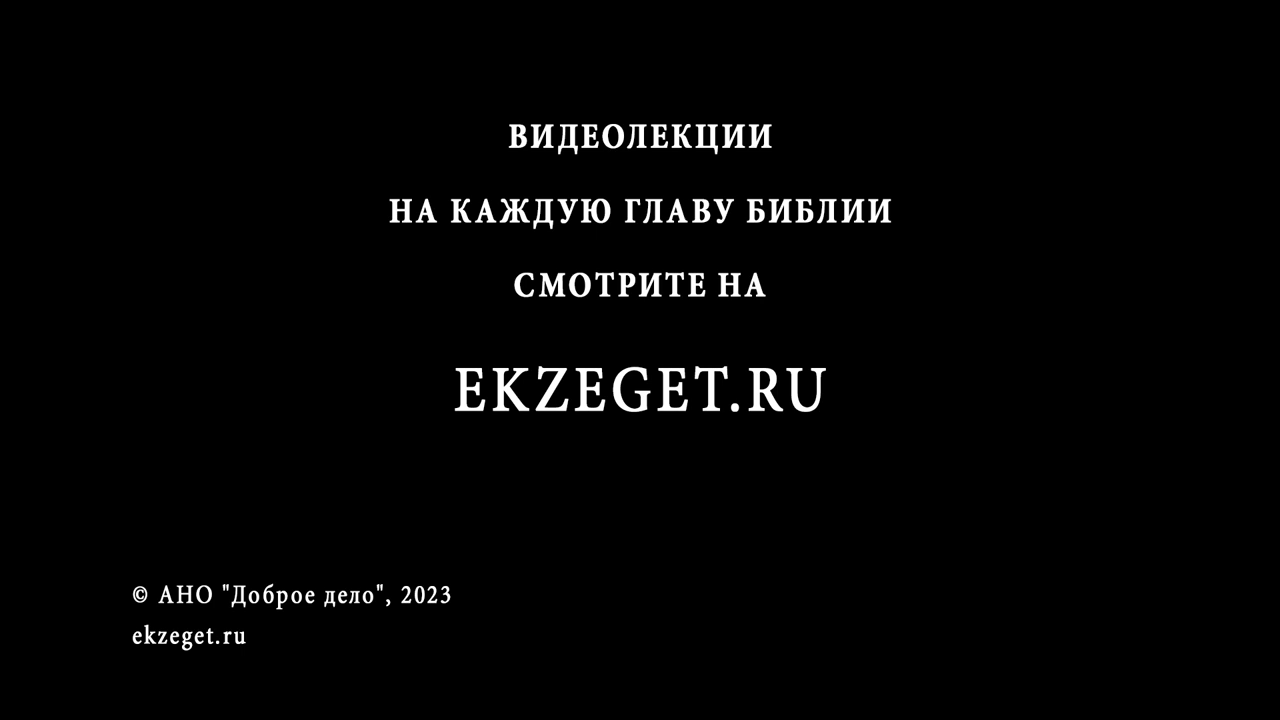 ВИДЕОЛЕКЦИИ
НА КАЖДУЮ ГЛАВУ БИБЛИИ
СМОТРИТЕ НА
EKZEGET.RU
© АНО "Доброе дело", 2023
ekzeget.ru